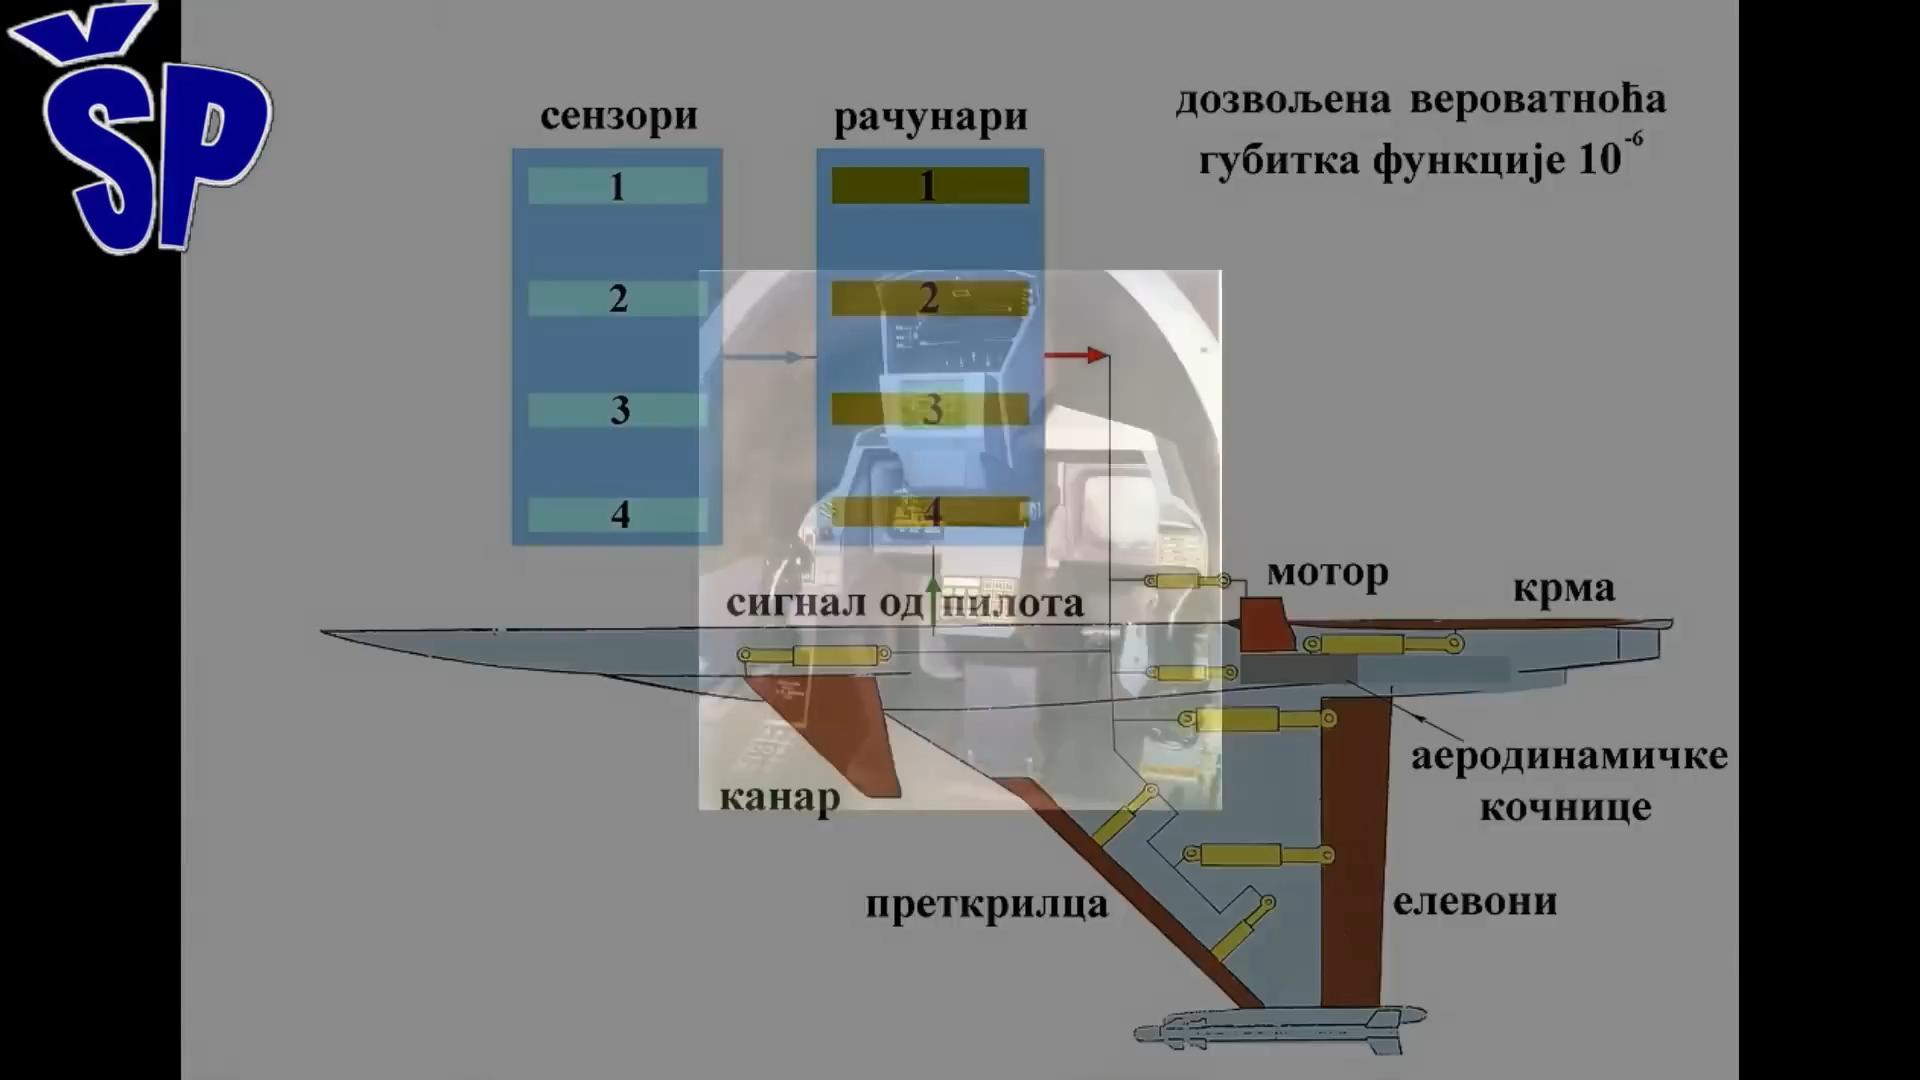 ŠP
сензори
рачунари
дозвољена вероватноћа
губитка функције 10⁻⁶
1
1
2
2
3
3
4
4
сигнал од пилота
мотор
крма
канар
аеродинамичке
кочнице
преткрилца
елевони